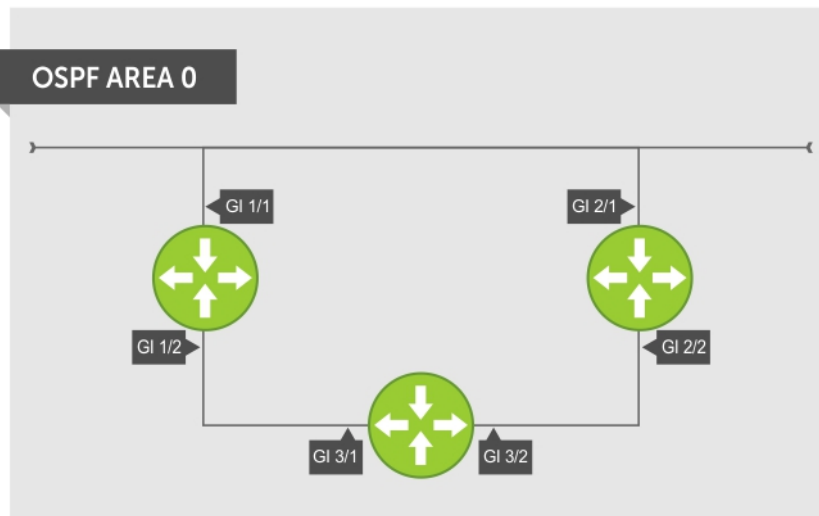 OSPF AREA 0
GI 1/1
GI 2/1
GI 1/2
GI 2/2
GI 3/1
GI 3/2